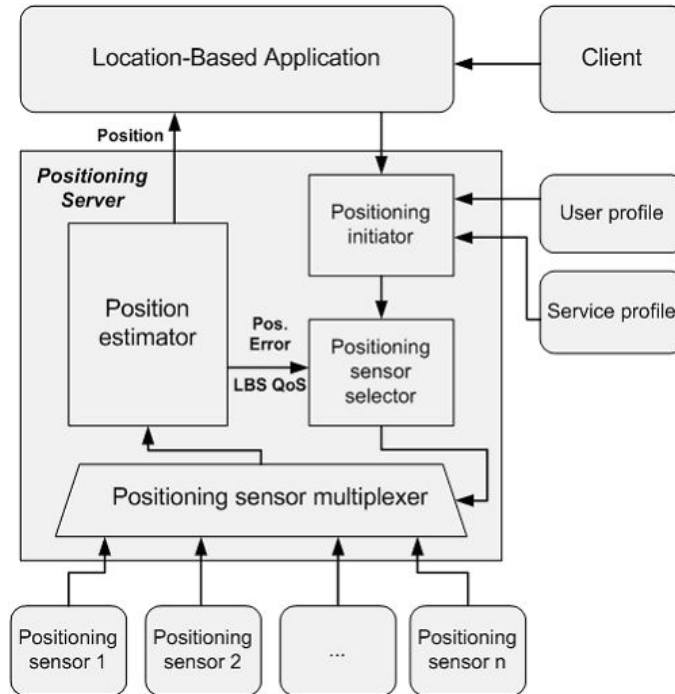 Location-Based Application
Client
Position
Positioning
Server
Positioning
initiator
User profile
Service profile
Position
estimator
Pos.
Error
LBS QoS
Positioning
sensor
selector
Positioning sensor multiplexer
Positioning
sensor 1
Positioning
sensor 2
...
Positioning
sensor n